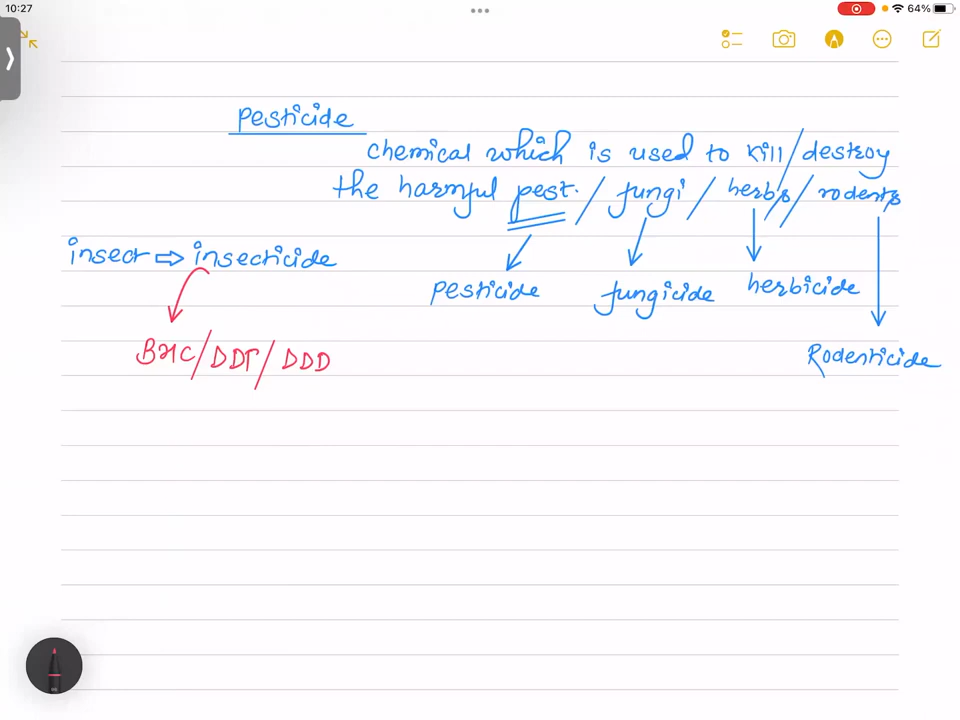 10:27
64%
Pesticide
chemical which is used to kill/destroy
the harmful pest. / fungi / herbs / rodents
insect ⇨ insecticide
pesticide fungicide herbicide
BHC/DDT/DDD
Rodenticide